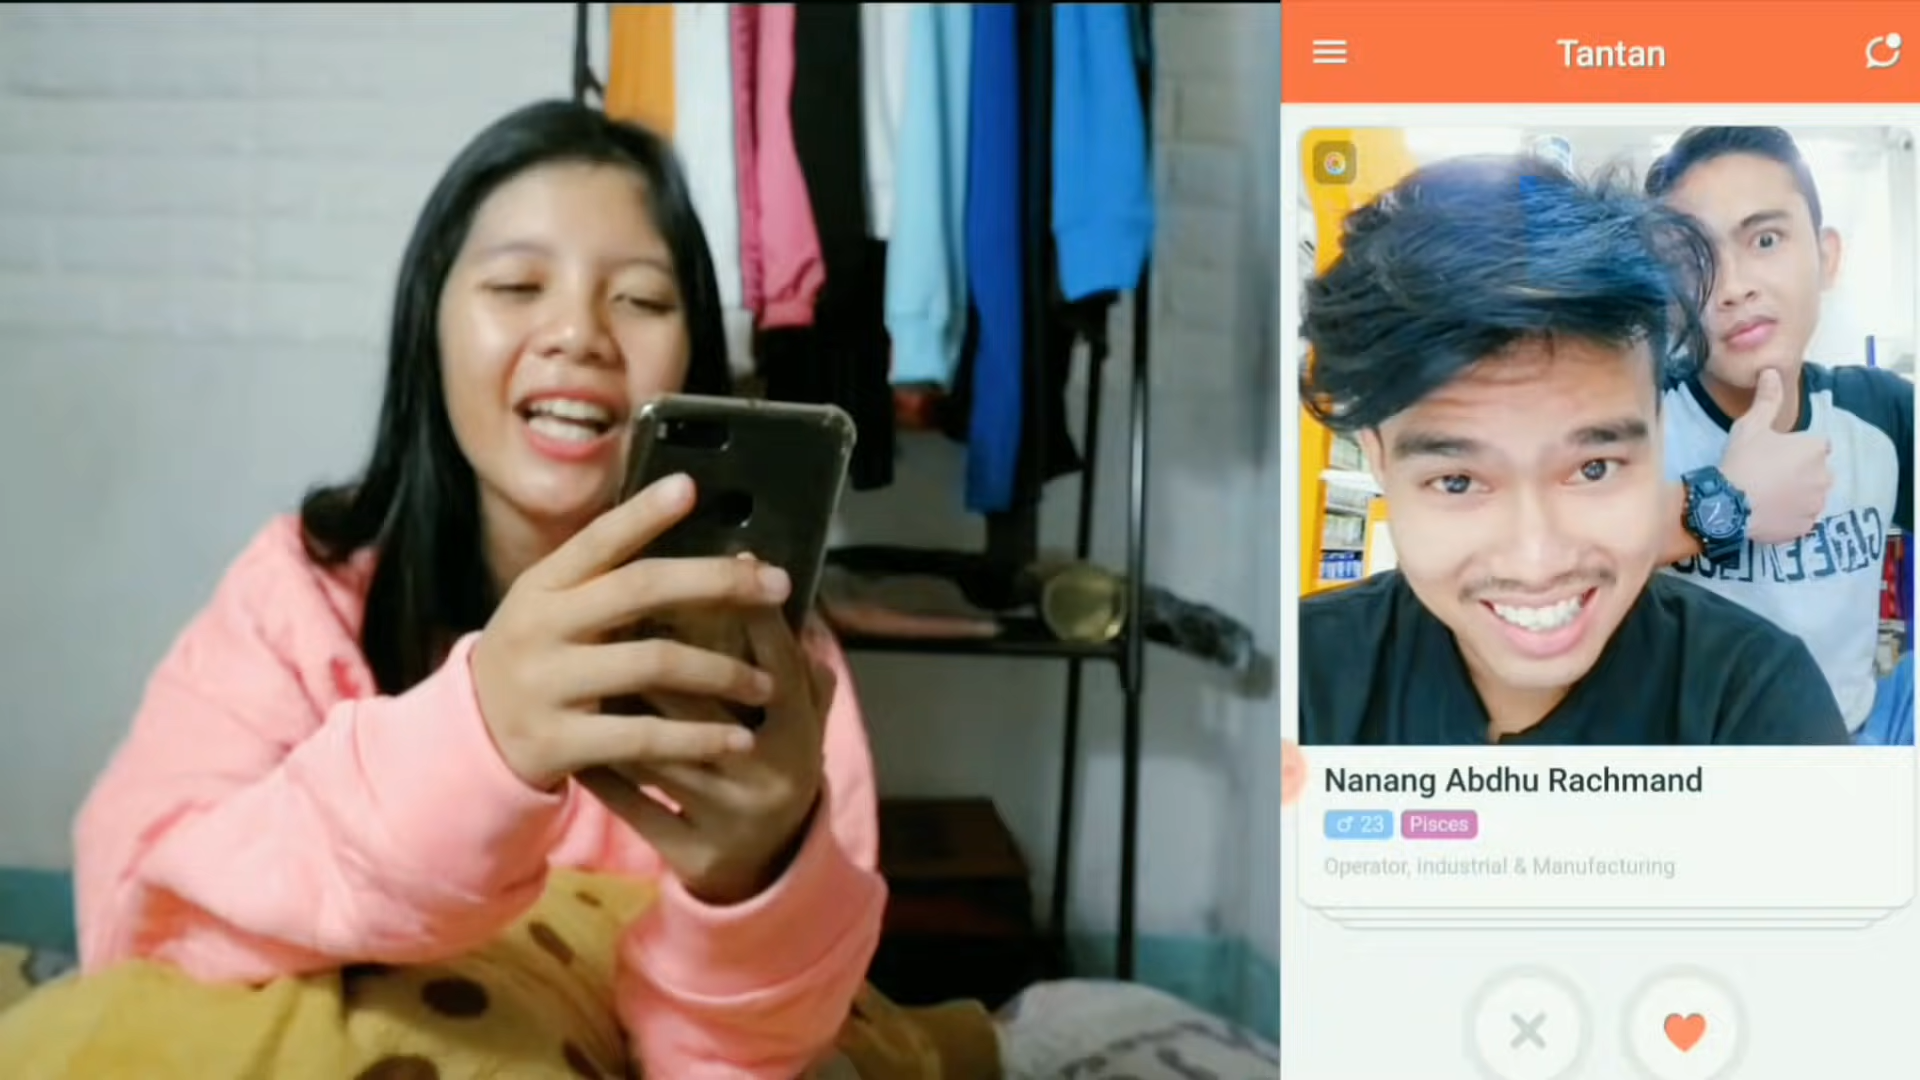 Tantan
Nanang Abdhu Rachmand
♂ 23 Pisces
Operator, Industrial & Manufacturing